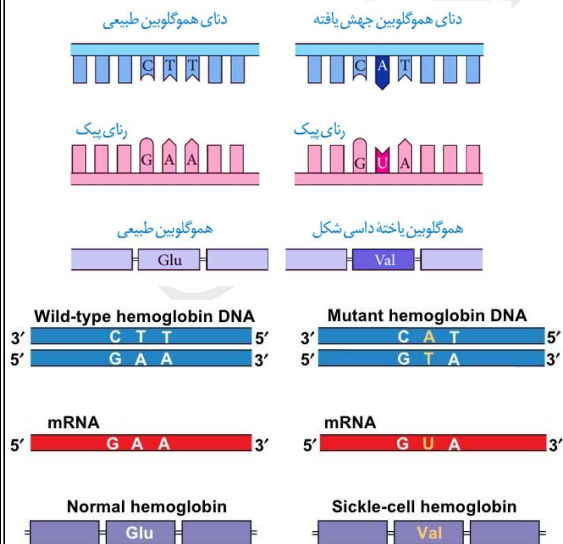 دنای هموگلوبین طبیعی
دنای هموگلوبین جهش یافته
C T T
C A T
رنای پیک
رنای پیک
G A A
G U A
هموگلوبین طبیعی
هموگلوبین یاختهٔ داسی شکل
Glu
Val
Wild-type hemoglobin DNA
Mutant hemoglobin DNA
3′ C T T 5′
3′ C A T 5′
5′ G A A 3′
5′ G T A 3′
mRNA
mRNA
5′ G A A 3′
5′ G U A 3′
Normal hemoglobin
Sickle-cell hemoglobin
Glu
Val